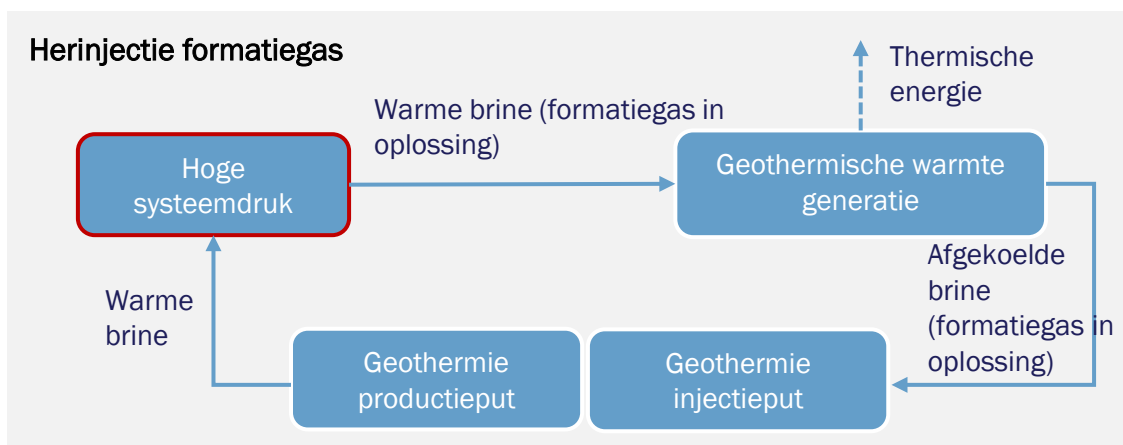 Herinjectie formatiegas
Thermische
energie
Warme brine (formatiegas in
oplossing)
Hoge
systeemdruk
Geothermische warmte
generatie
Afgekoelde
brine
(formatiegas in
oplossing)
Warme
brine
Geothermie
productieput
Geothermie
injectieput